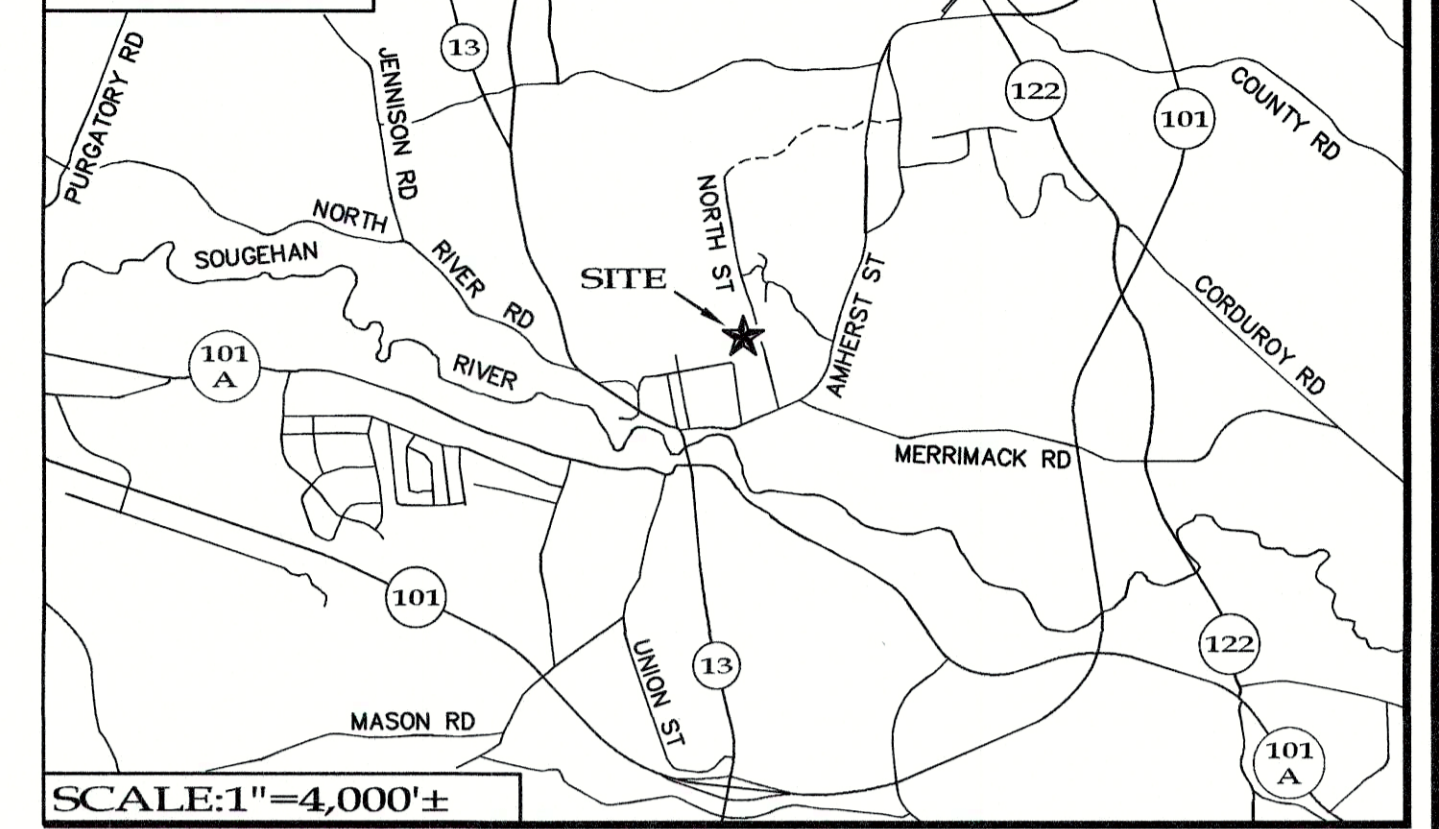 PURGATORY RD
JENNISON RD
13
122
101
COUNTY RD
NORTH
RIVER RD
SOUGEHAN
RIVER
NORTH ST
SITE
AMHERST ST
CORDUROY RD
101
A
MERRIMACK RD
101
UNION ST
13
122
MASON RD
101
A
SCALE:1"=4,000'±